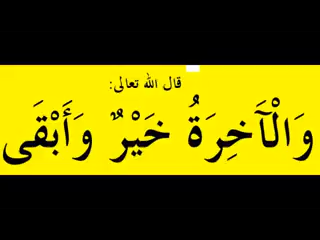 قال الله تعالى:
وَالْآخِرَةُ خَيْرٌ وَأَبْقَى